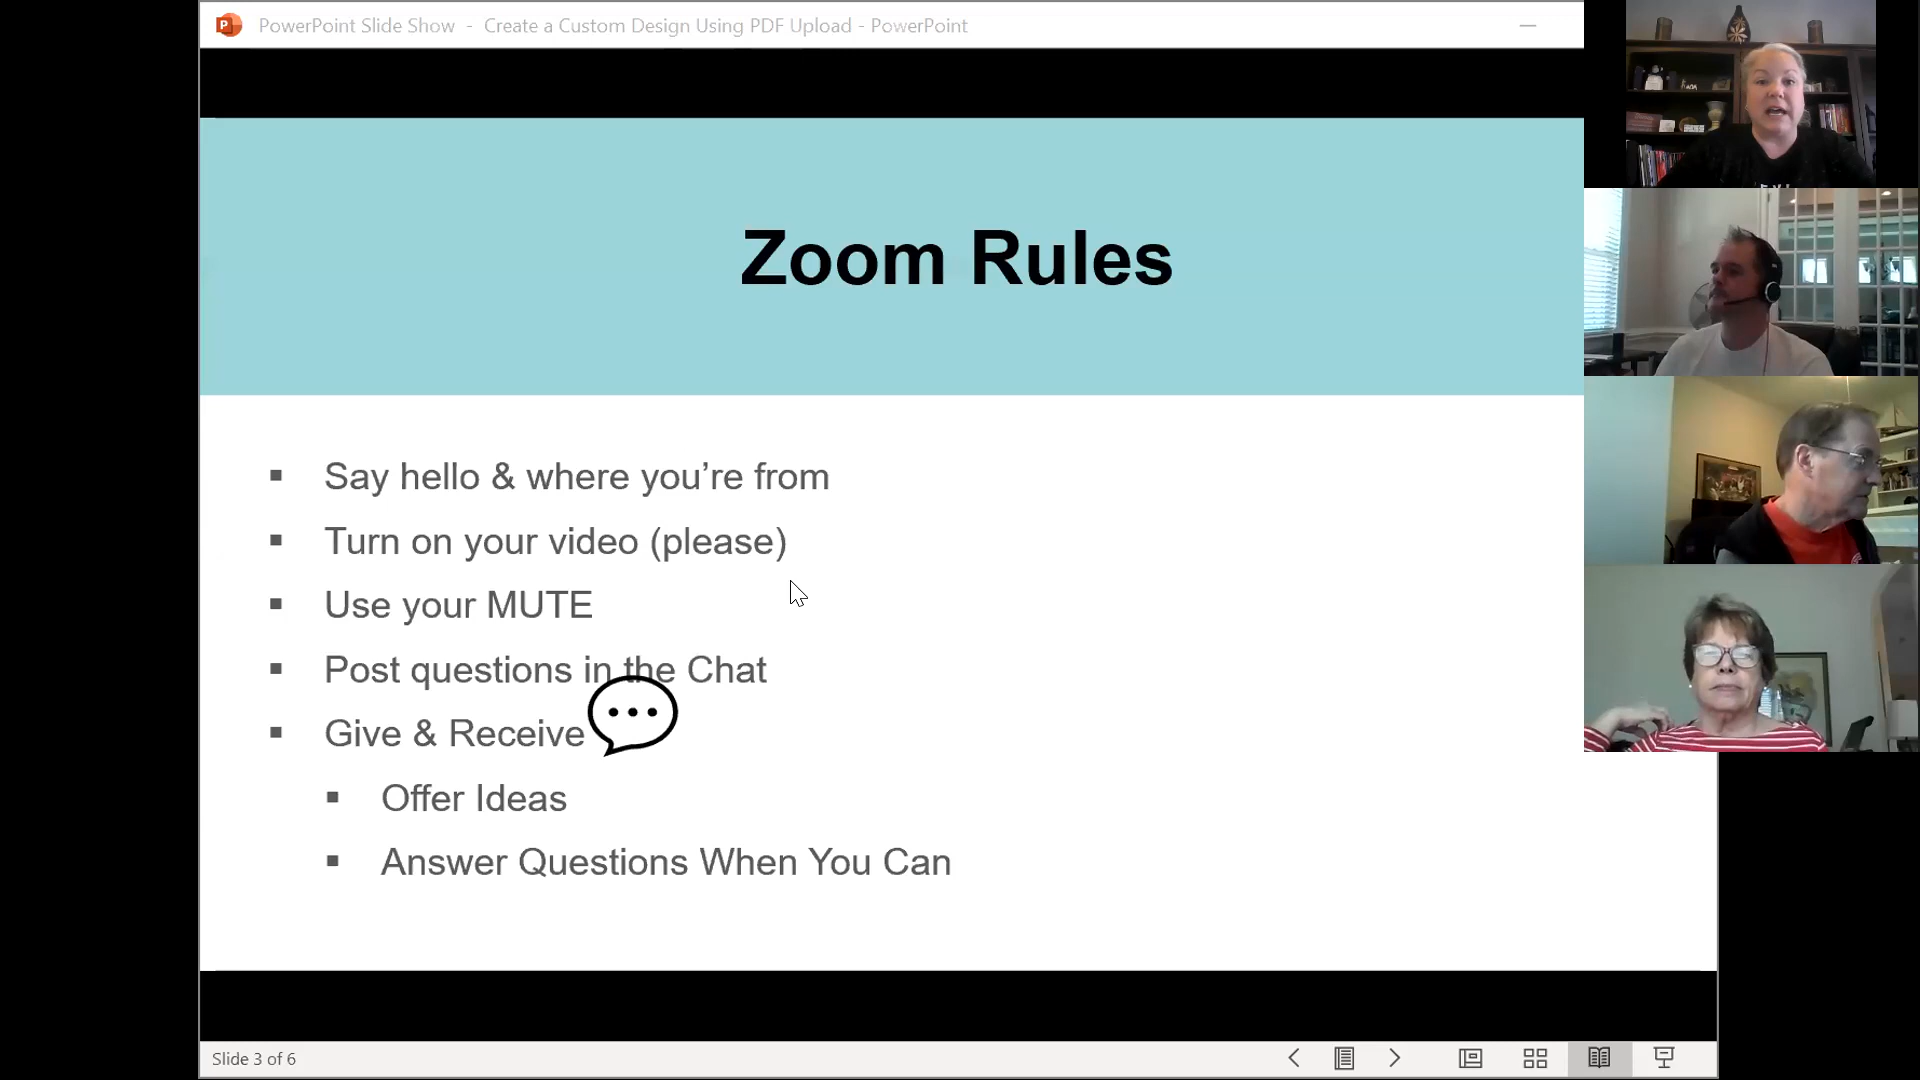 PowerPoint Slide Show - Create a Custom Design Using PDF Upload - PowerPoint
Zoom Rules
▪ Say hello & where you’re from
▪ Turn on your video (please)
▪ Use your MUTE
▪ Post questions in the Chat
▪ Give & Receive
▪ Offer Ideas
▪ Answer Questions When You Can
Slide 3 of 6